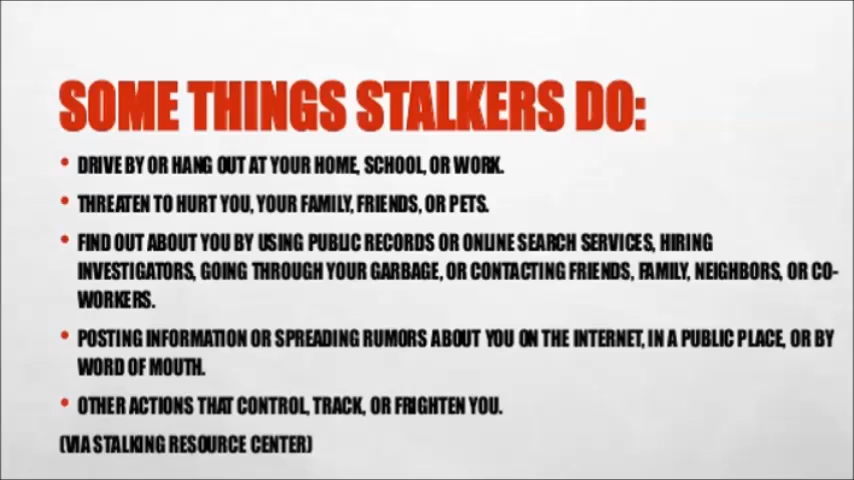 SOME THINGS STALKERS DO:
• DRIVE BY OR HANG OUT AT YOUR HOME, SCHOOL, OR WORK.
• THREATEN TO HURT YOU, YOUR FAMILY, FRIENDS, OR PETS.
• FIND OUT ABOUT YOU BY USING PUBLIC RECORDS OR ONLINE SEARCH SERVICES, HIRING
INVESTIGATORS, GOING THROUGH YOUR GARBAGE, OR CONTACTING FRIENDS, FAMILY, NEIGHBORS, OR CO-
WORKERS.
• POSTING INFORMATION OR SPREADING RUMORS ABOUT YOU ON THE INTERNET, IN A PUBLIC PLACE, OR BY
WORD OF MOUTH.
• OTHER ACTIONS THAT CONTROL, TRACK, OR FRIGHTEN YOU.
(VIA STALKING RESOURCE CENTER)